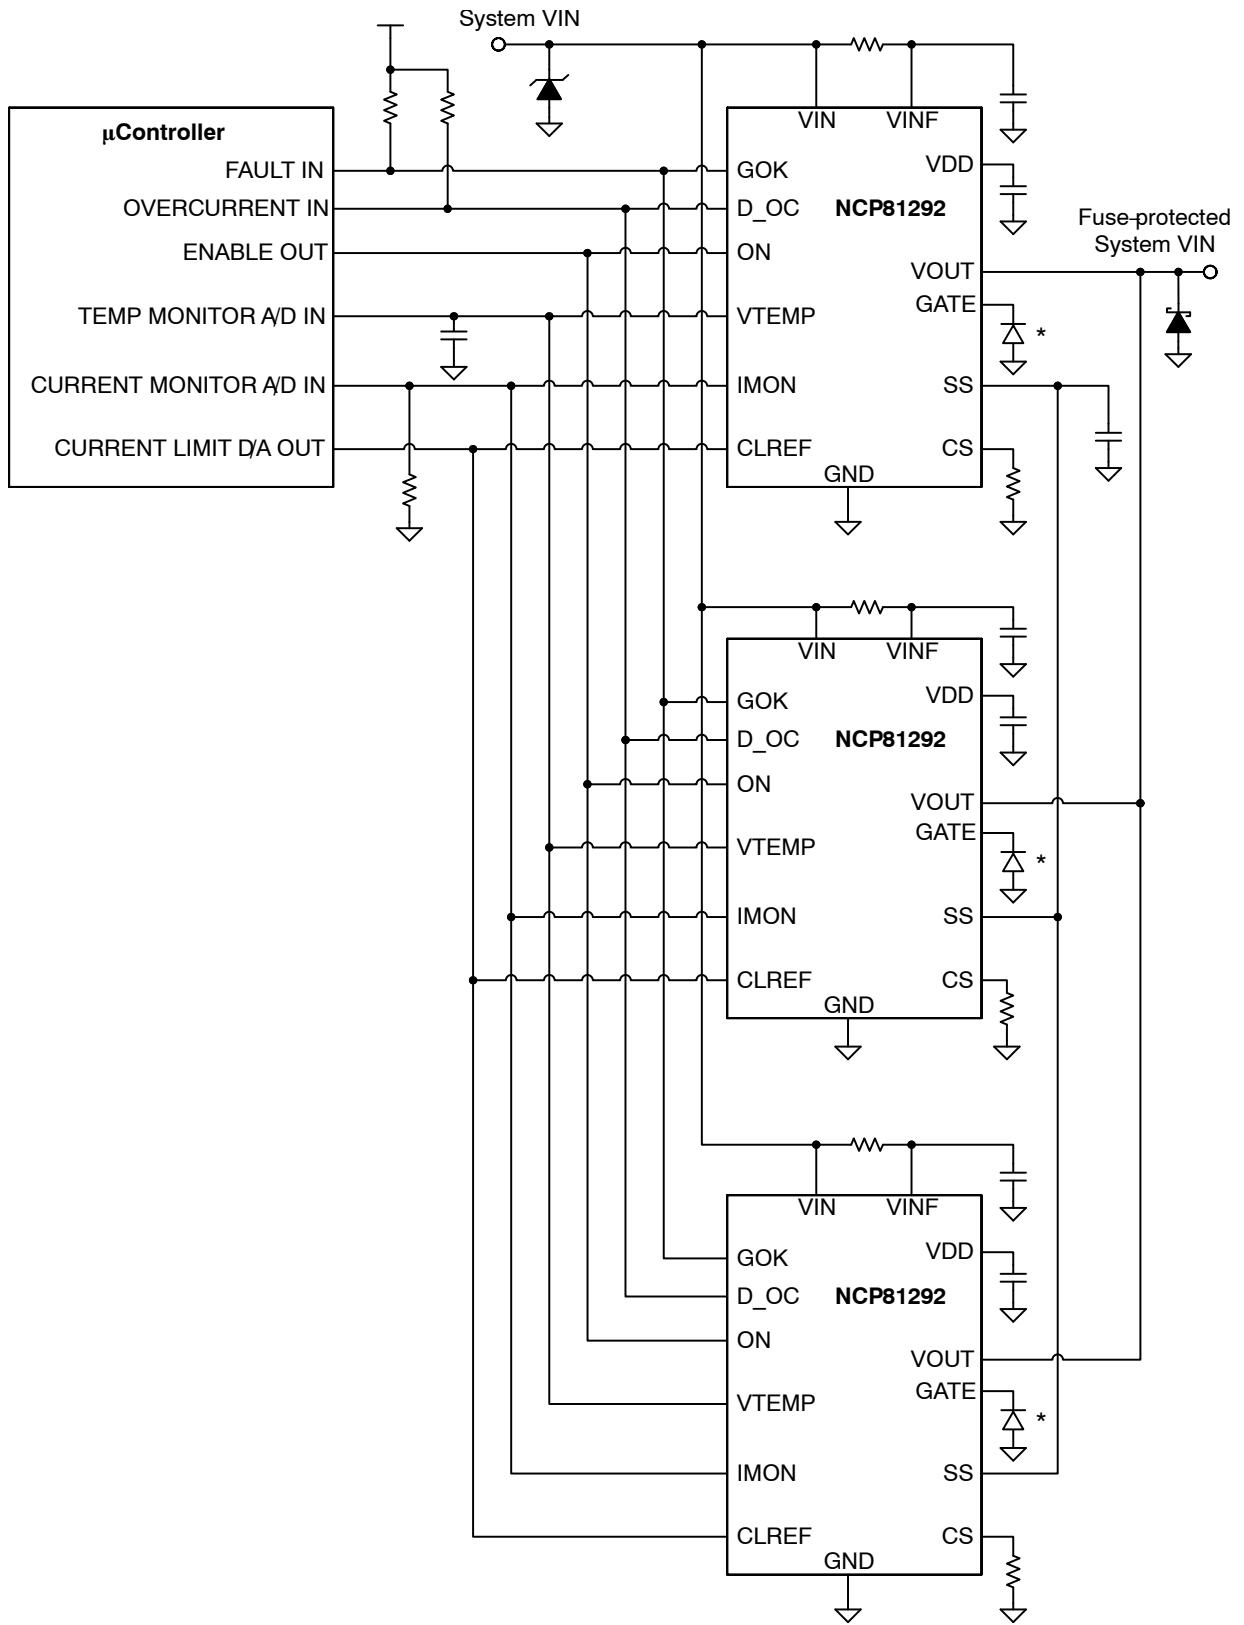 System VIN
µController
FAULT IN
OVERCURRENT IN
ENABLE OUT
TEMP MONITOR A/D IN
CURRENT MONITOR A/D IN
CURRENT LIMIT D/A OUT
VIN
VINF
GOK
D_OC
ON
VTEMP
IMON
CLREF
NCP81292
VDD
VOUT
GATE
SS
CS
GND
*
Fuse-protected
System VIN
VIN
VINF
GOK
D_OC
ON
VTEMP
IMON
CLREF
NCP81292
VDD
VOUT
GATE
SS
CS
GND
*
VIN
VINF
GOK
D_OC
ON
VTEMP
IMON
CLREF
NCP81292
VDD
VOUT
GATE
SS
CS
GND
*